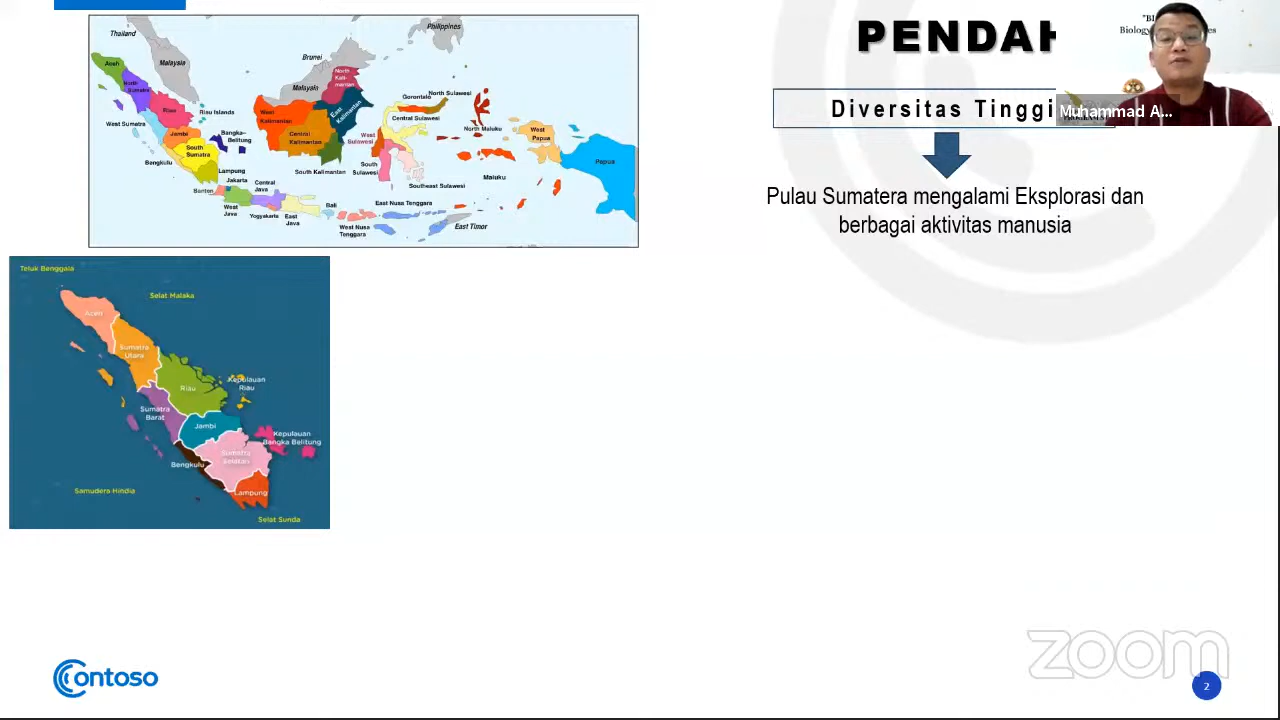 Thailand
Philippines
Malaysia
Brunei
Malaysia
Aceh
North
Sumatra
Riau
Riau Islands
West Sumatra
Jambi
Bangka-
Belitung
South
Sumatra
Bengkulu
Lampung
Jakarta
Banten
Central
Java
West
Java
Yogyakarta
East
Java
Bali
West Nusa
Tenggara
East Nusa Tenggara
East Timor
North
Kali-
mantan
West
Kalimantan
Central
Kalimantan
East
Kalimantan
South Kalimantan
Gorontalo
North Sulawesi
Central Sulawesi
West
Sulawesi
South
Sulawesi
Southeast Sulawesi
North Maluku
Maluku
West
Papua
Papua
PENDAH
Diversitas Tinggi
Pulau Sumatera mengalami Eksplorasi dan
berbagai aktivitas manusia
Biology
Muhammad A...
Teluk Benggala
Selat Malaka
Aceh
Sumatra
Utara
Riau
Kepulauan
Riau
Sumatra
Barat
Jambi
Kepulauan
Bangka Belitung
Sumatra
Selatan
Bengkulu
Lampung
Samudera Hindia
Selat Sunda
Contoso
zoom
2